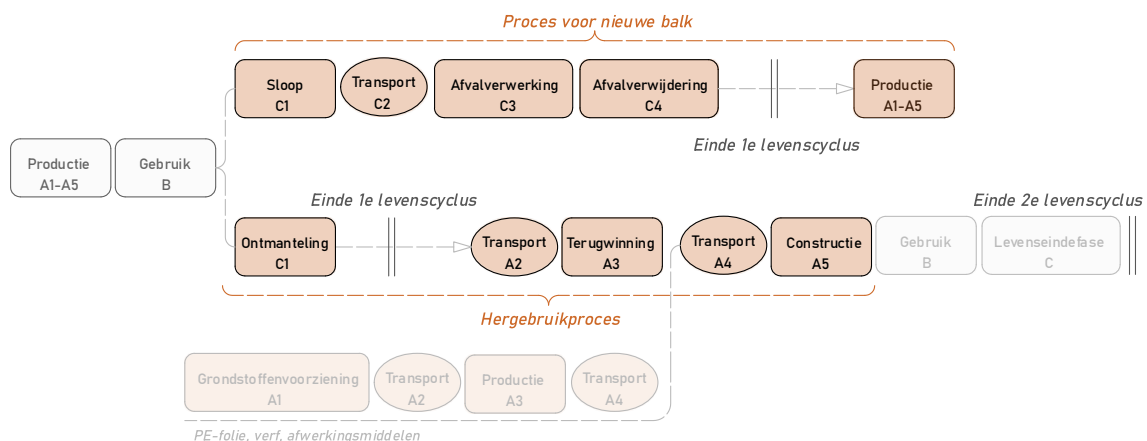 Proces voor nieuwe balk
Sloop
C1
Transport
C2
Afvalverwerking
C3
Afvalverwijdering
C4
Productie
A1-A5
Einde 1e levenscyclus
Productie
A1-A5
Gebruik
B
Einde 1e levenscyclus
Einde 2e levenscyclus
Ontmanteling
C1
Transport
A2
Terugwinning
A3
Transport
A4
Constructie
A5
Gebruik
B
Levenseindefase
C
Hergebruikproces
Grondstoffenvoorziening
A1
Transport
A2
Productie
A3
Transport
A4
PE-folie, verf, afwerkingsmiddelen